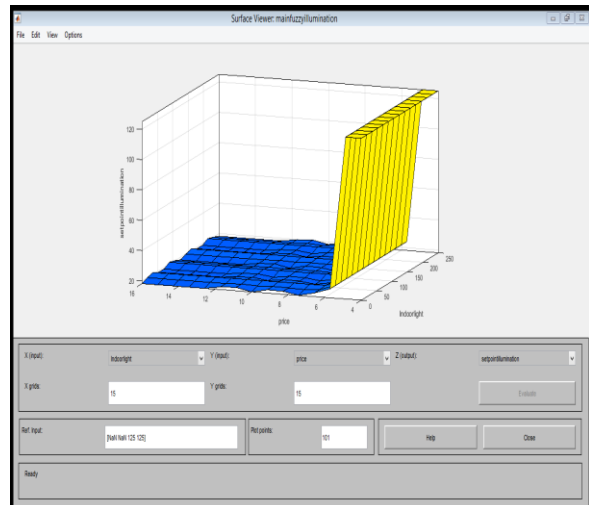 Surface Viewer: mainfuzzyillumination
File Edit View Options
120
100
80
60
40
20
setpointillumination
16 14 12 10 8 6 4
price
0 50 100 150 200 250
Indoorlight
X (input): Indoorlight Y (input): price Z (output): setpointillumination
X grids: 15 Y grids: 15 Evaluate
Ref. Input: [NaN NaN 125 125] Plot points: 101 Help Close
Ready